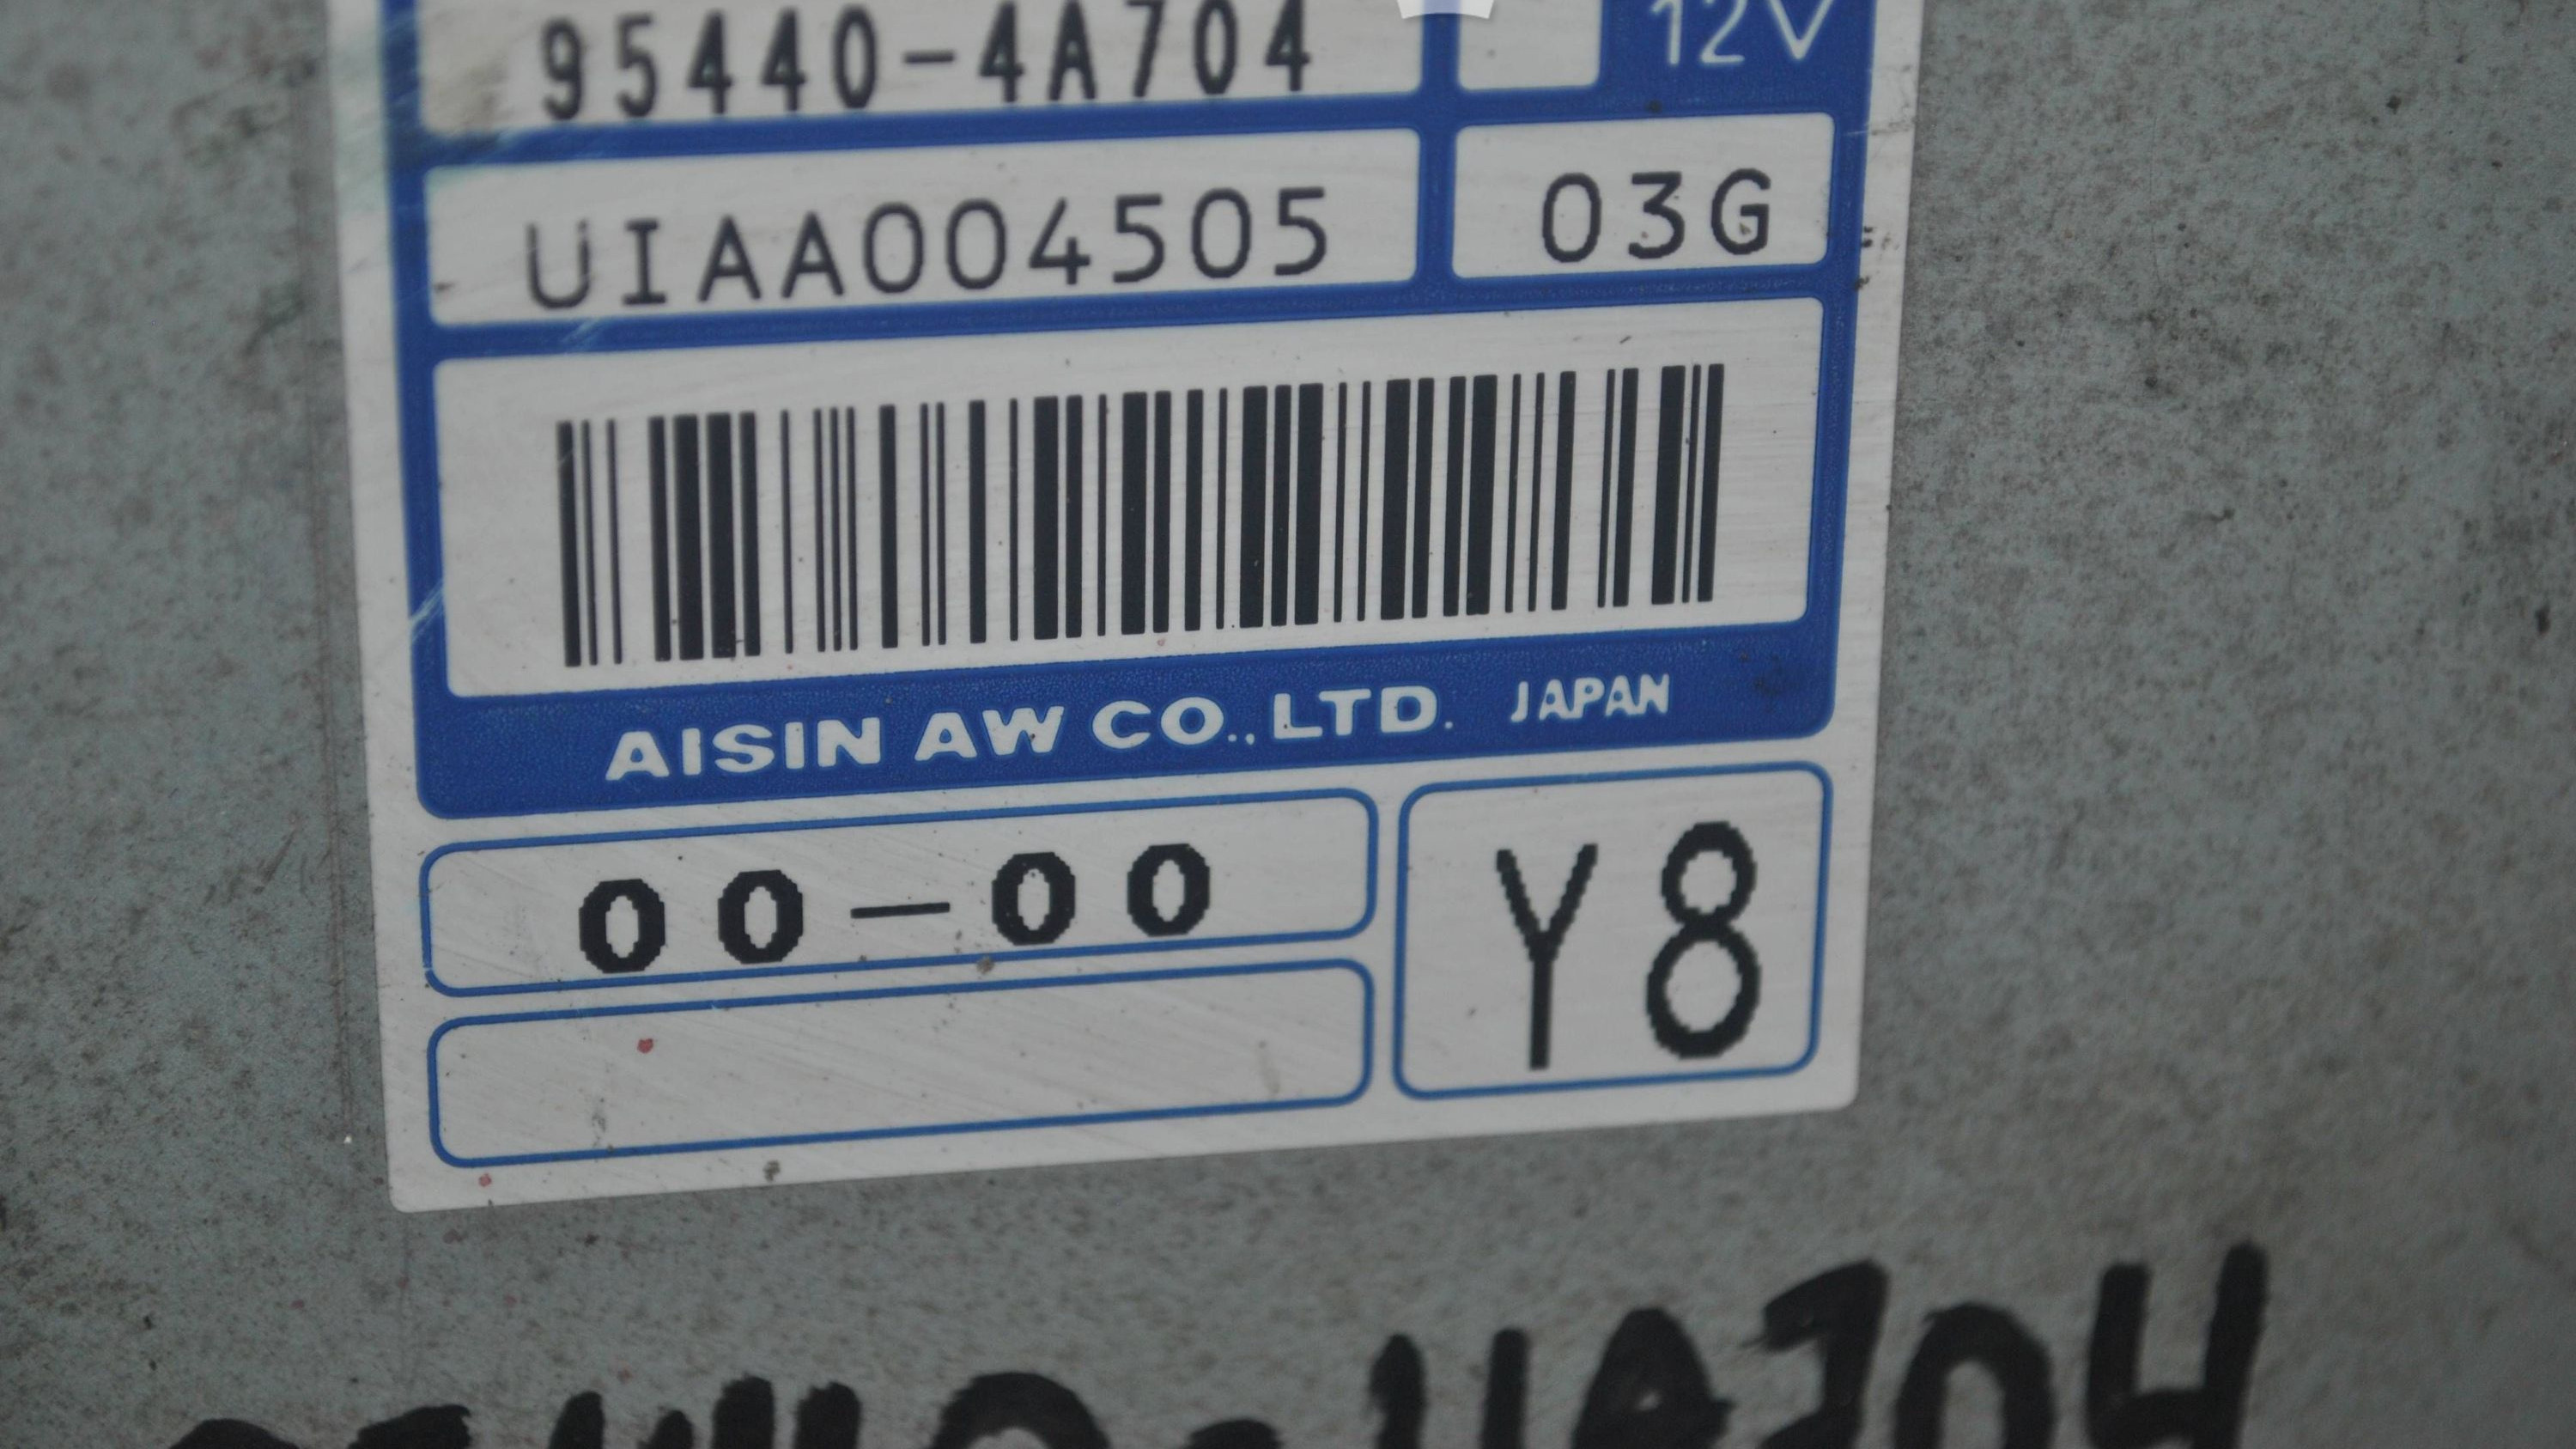 95440-4A704
12V
UIAA004505
03G
AISIN AW CO.,LTD. JAPAN
00-00
Y8